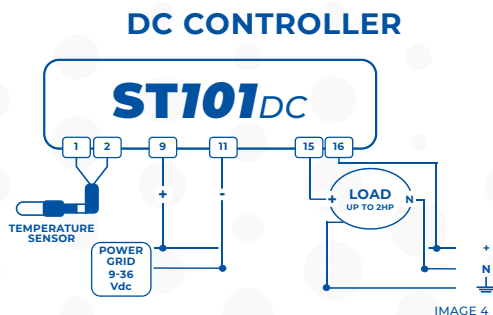 DC CONTROLLER
ST101DC
1 2 9 11 15 16
+ -
+ LOAD N
UP TO 2HP
TEMPERATURE
SENSOR
POWER
GRID
9-36
Vdc
+
N
IMAGE 4